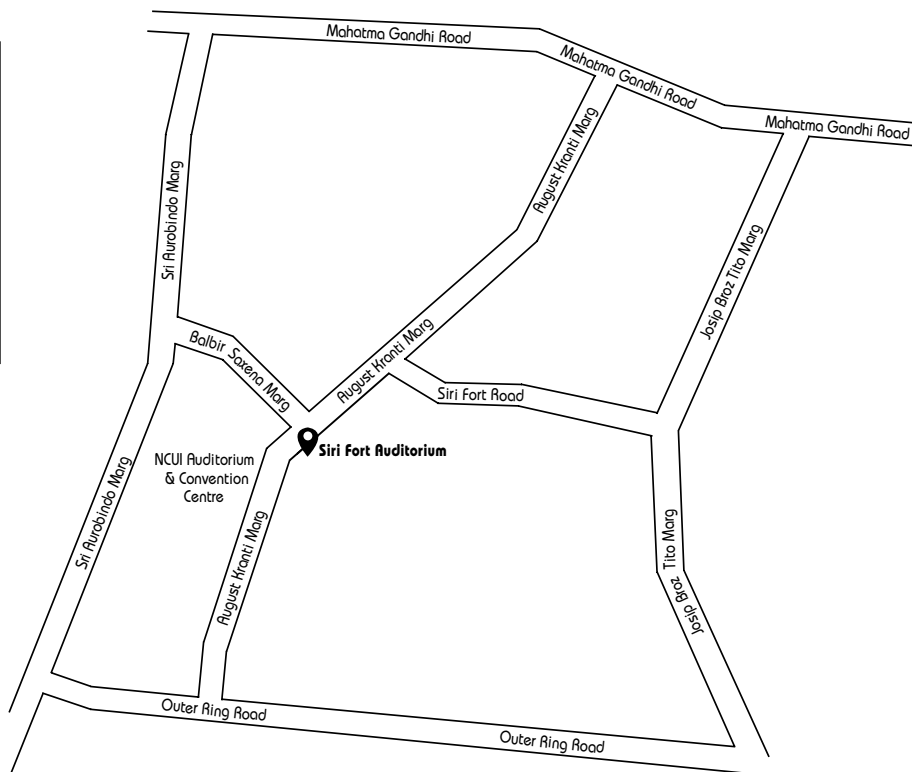 Mahatma Gandhi Road
Mahatma Gandhi Road
Mahatma Gandhi Road
August Kranti Marg
Sri Aurobindo Marg
Josip Broz Tito Marg
Balbir Saxena Marg
August Kranti Marg
Siri Fort Road
Siri Fort Auditorium
NCUI Auditorium
& Convention
Centre
Sri Aurobindo Marg
August Kranti Marg
Josip Broz Tito Marg
Outer Ring Road
Outer Ring Road